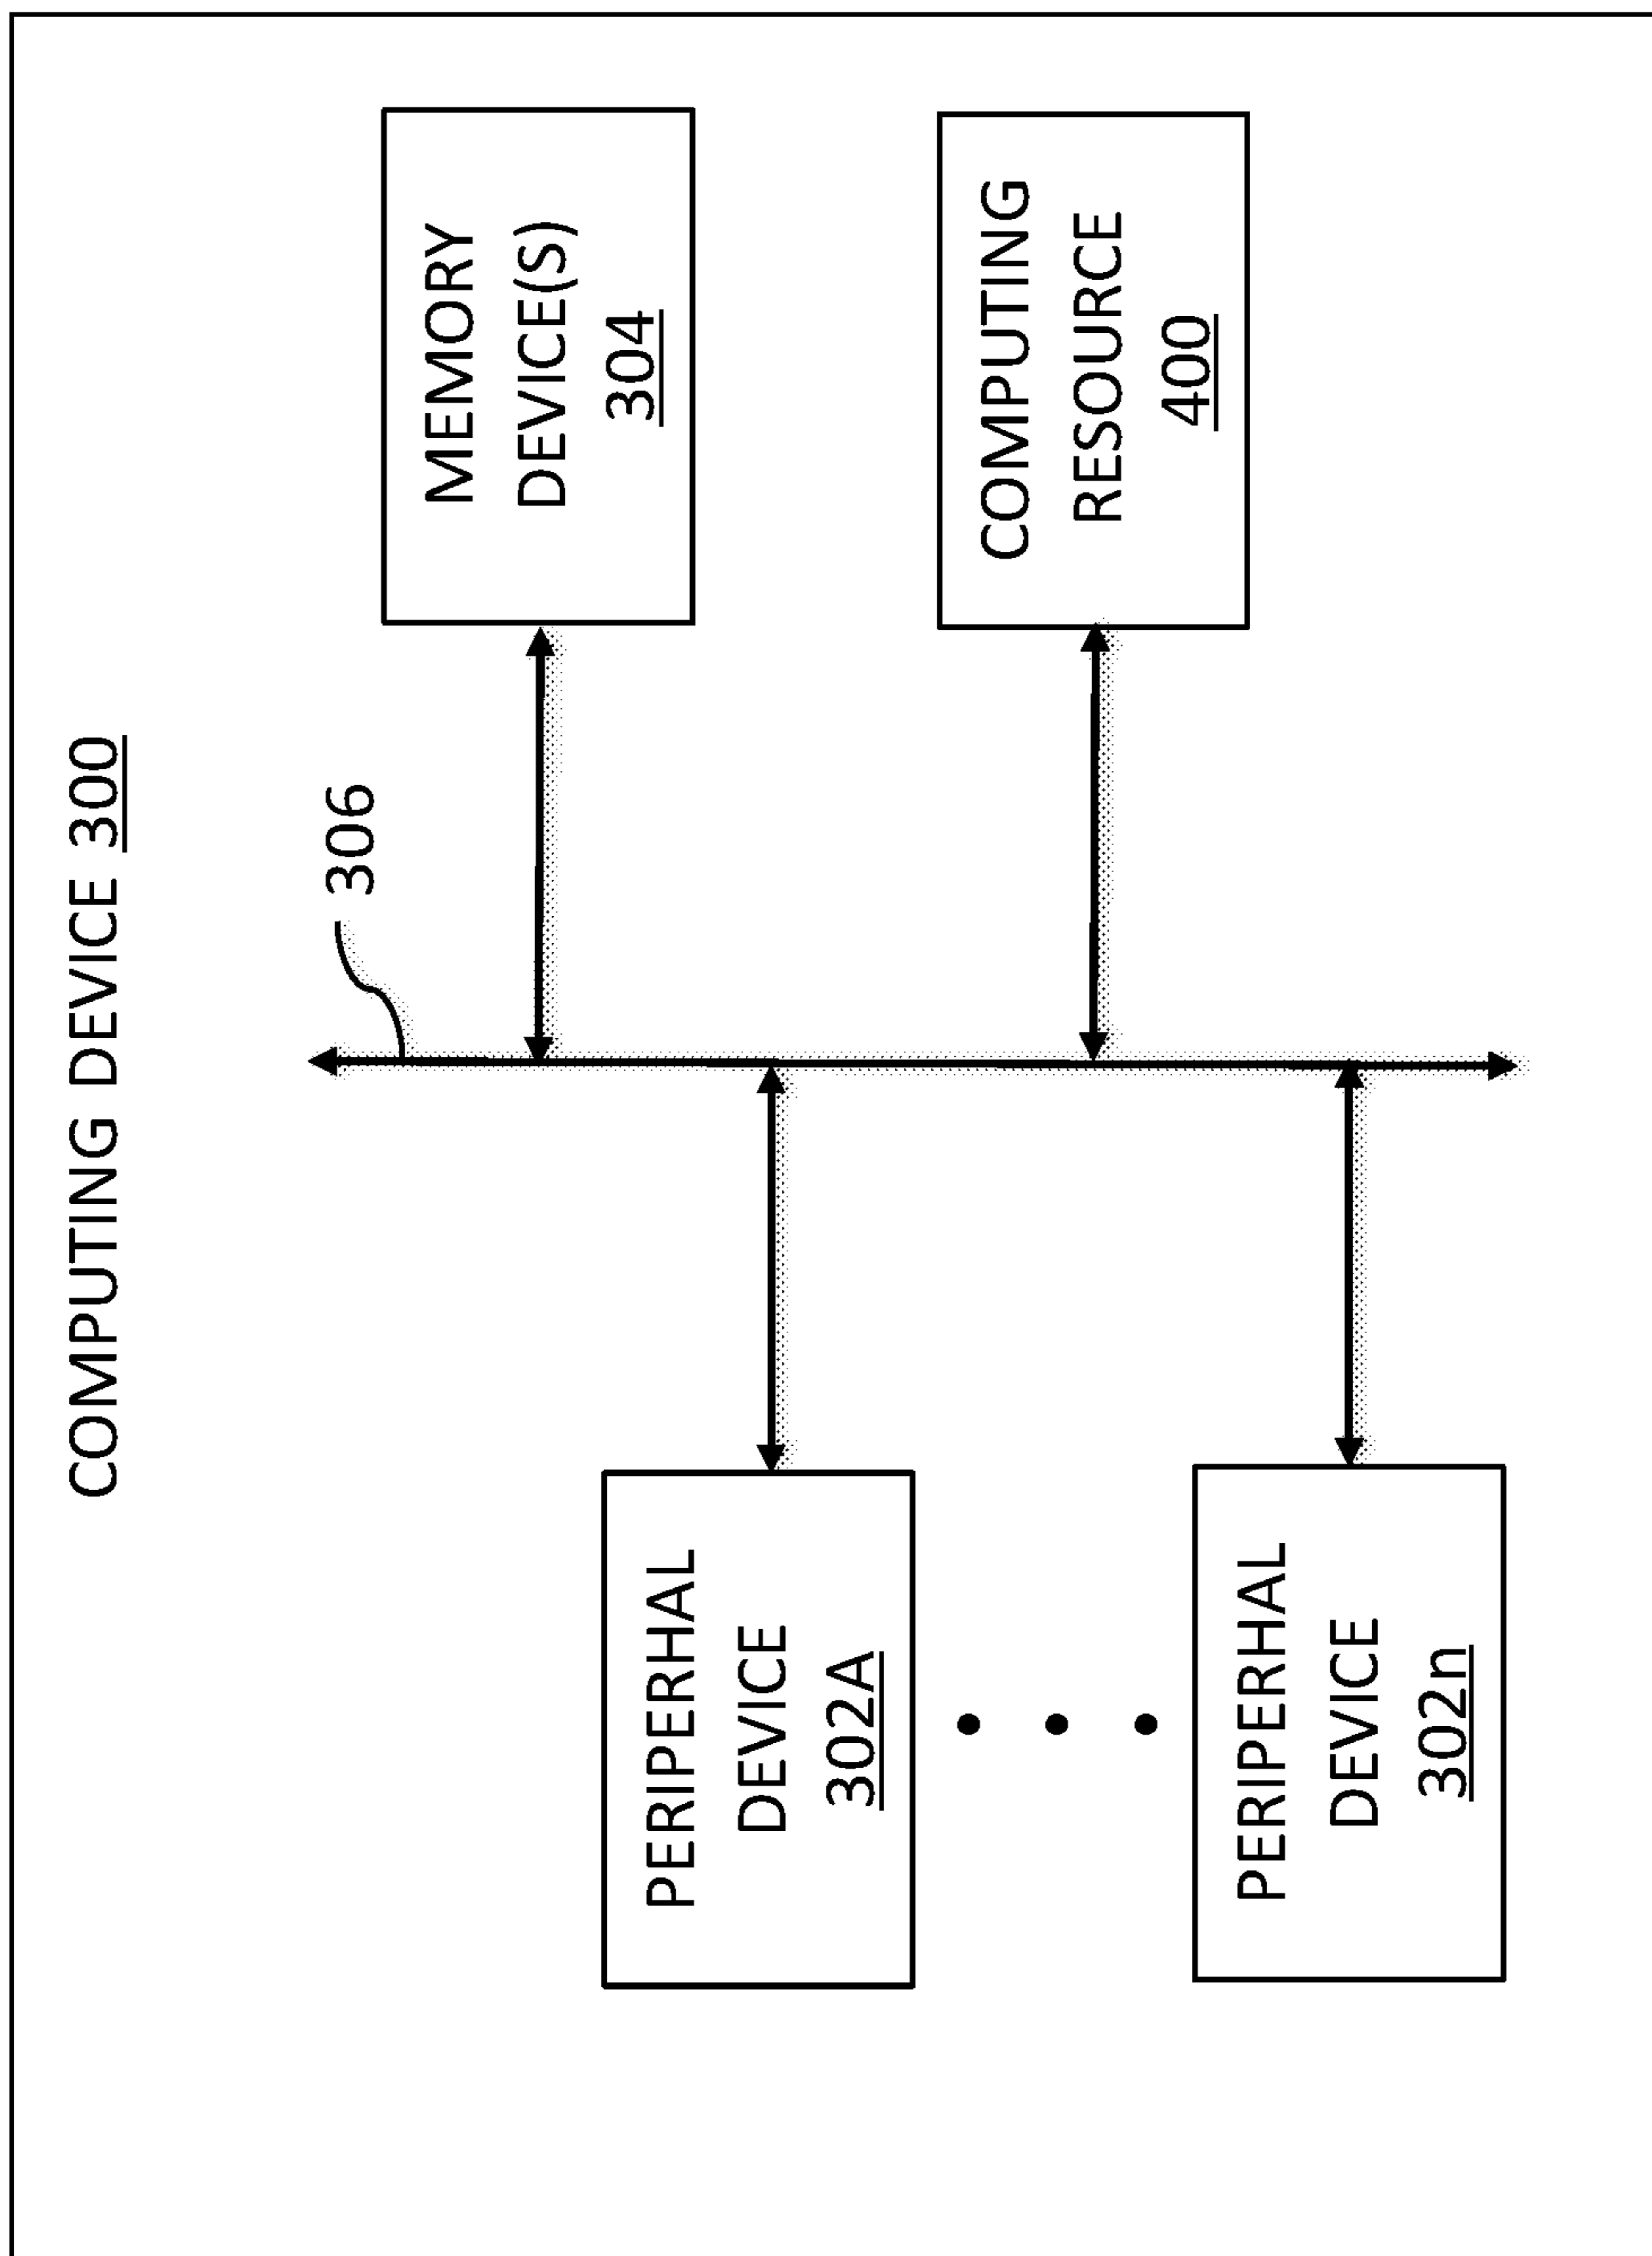 COMPUTING DEVICE 300
306
MEMORY
DEVICE(S)
304
PERIPERHAL
DEVICE
302A
COMPUTING
RESOURCE
400
PERIPERHAL
DEVICE
302n